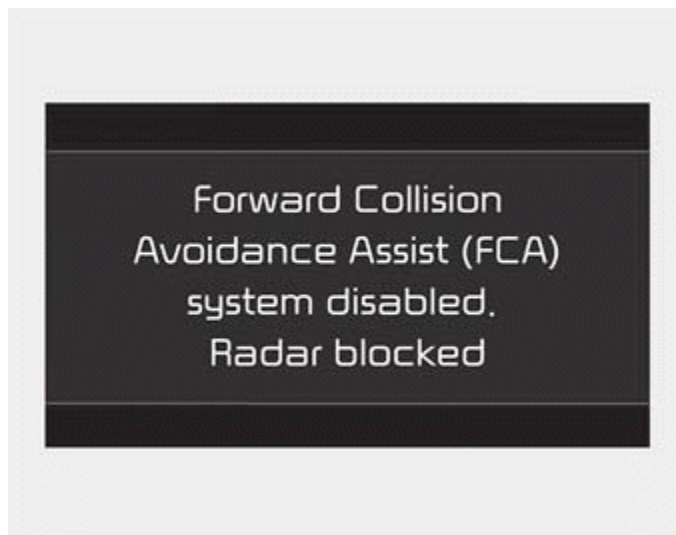 Forward Collision
Avoidance Assist (FCA)
system disabled.
Radar blocked